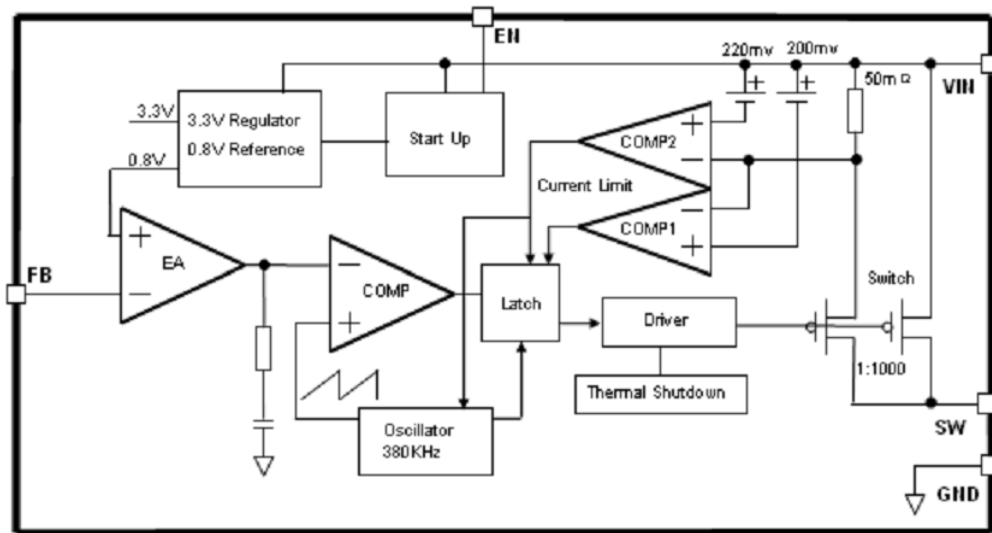 EN
220mv
200mv
VIN
50mΩ
3.3V
3.3V Regulator
0.8V Reference
0.8V
Start Up
+
COMP2
−
Current Limit
−
COMP1
+
+
EA
−
FB
−
COMP
+
Latch
Switch
Driver
1:1000
Thermal Shutdown
Oscillator
380KHz
SW
GND
+
+